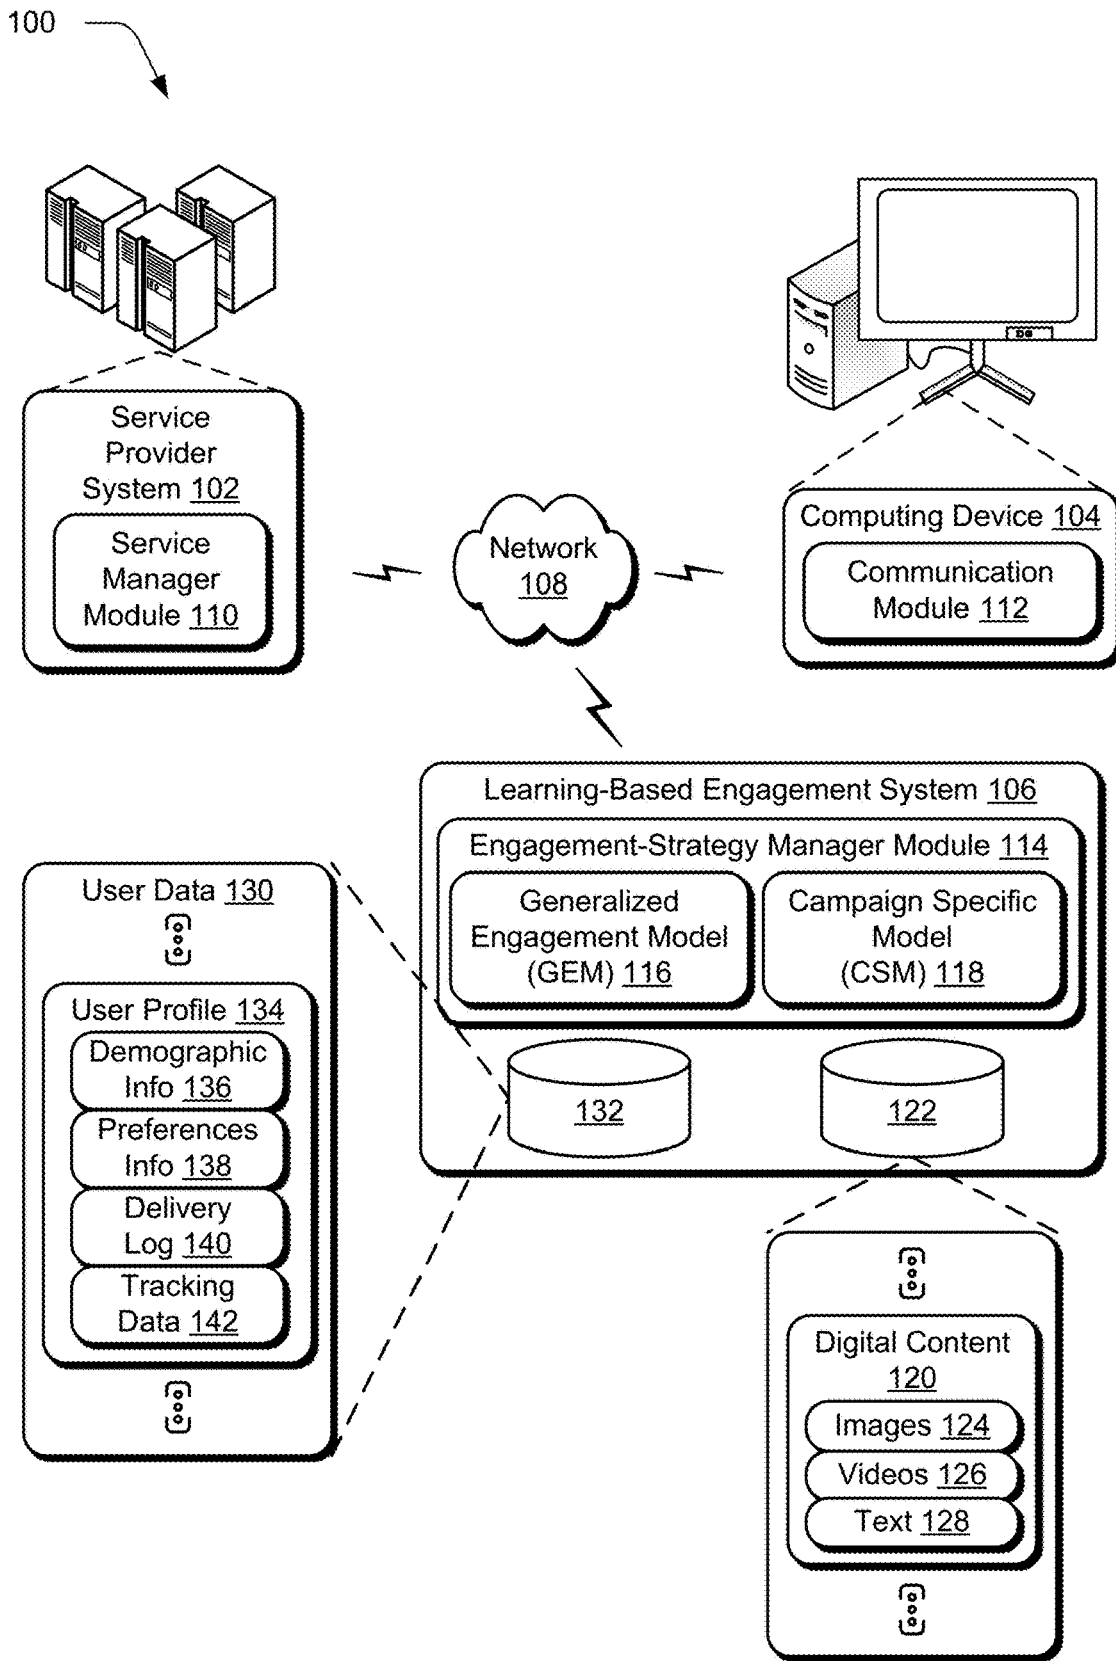 100
Service
Provider
System 102
Service
Manager
Module 110
Network
108
Computing Device 104
Communication
Module 112
Learning-Based Engagement System 106
Engagement-Strategy Manager Module 114
Generalized
Engagement Model
(GEM) 116
Campaign Specific
Model
(CSM) 118
132
122
User Data 130
User Profile 134
Demographic
Info 136
Preferences
Info 138
Delivery
Log 140
Tracking
Data 142
Digital Content
120
Images 124
Videos 126
Text 128